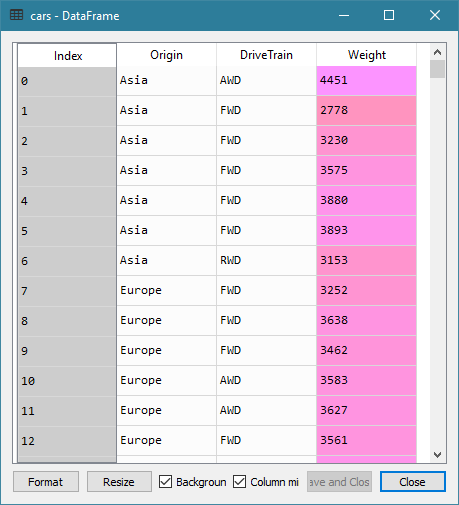 cars - DataFrame
Index Origin DriveTrain Weight
0 Asia AWD 4451
1 Asia FWD 2778
2 Asia FWD 3230
3 Asia FWD 3575
4 Asia FWD 3880
5 Asia FWD 3893
6 Asia RWD 3153
7 Europe FWD 3252
8 Europe FWD 3638
9 Europe FWD 3462
10 Europe AWD 3583
11 Europe AWD 3627
12 Europe FWD 3561
Format Resize Backgroun Column mi ave and Clos Close